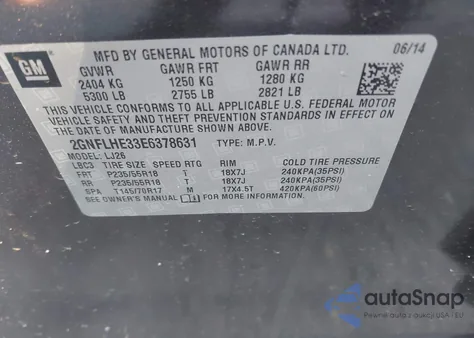 GM
MFD BY GENERAL MOTORS OF CANADA LTD. 06/14
GVWR GAWR FRT GAWR RR
2404 KG 1250 KG 1280 KG
5300 LB 2755 LB 2821 LB
THIS VEHICLE CONFORMS TO ALL APPLICABLE U.S. FEDERAL MOTOR
VEHICLE SAFETY AND THEFT PREVENTION STANDARDS IN EFFECT ON
THE DATE OF MANUFACTURE SHOWN ABOVE.
2GNFLHE33E6378631 TYPE: M.P.V.
MODEL: LJ26
LBC3 TIRE SIZE SPEED RTG RIM COLD TIRE PRESSURE
FRT P235/55R18 T 18X7J 240KPA(35PSI)
RR P235/55R18 T 18X7J 240KPA(35PSI)
SPA T145/70R17 M 17X4.5T 420KPA(60PSI)
SEE OWNER'S MANUAL FOR MORE INFORMATION.
autoSnap
Pewne aukcje z USA i EU